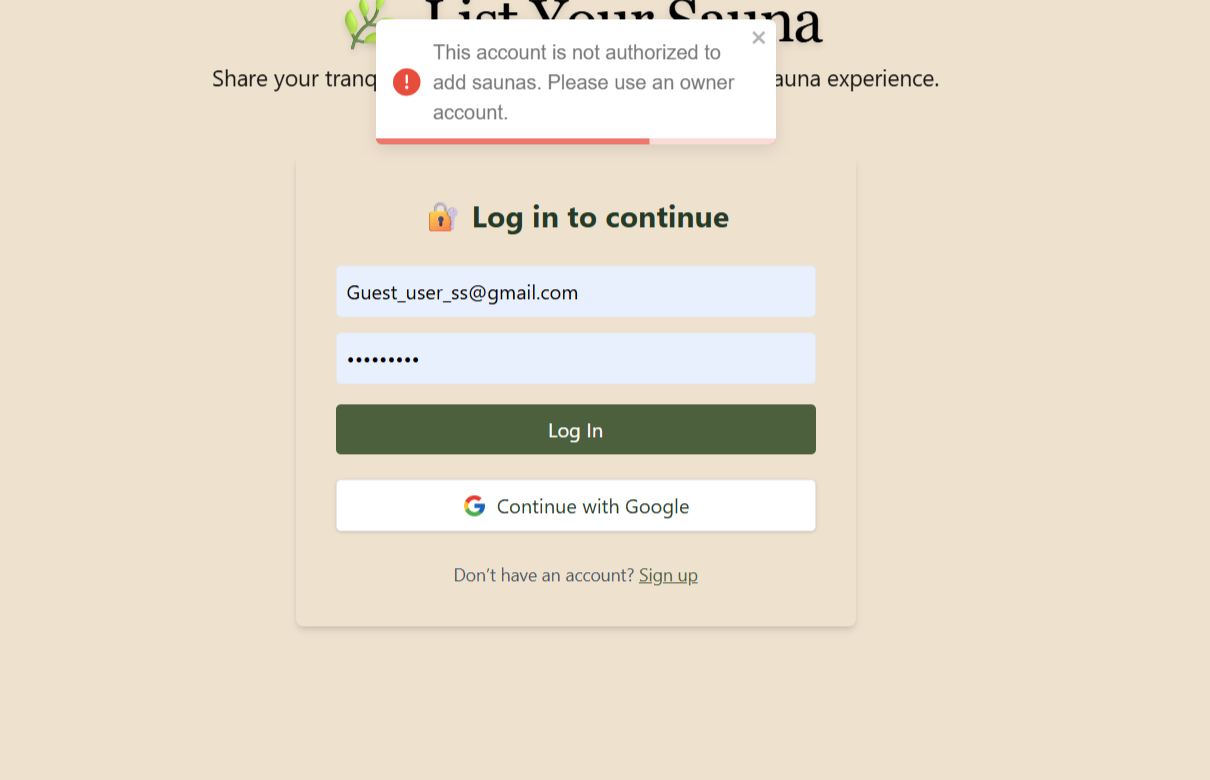 List Your Sauna
This account is not authorized to
add saunas. Please use an owner
account.
Share your auna experience.
Log in to continue
Guest_user_ss@gmail.com
•••••••••
Log In
Continue with Google
Don’t have an account? Sign up